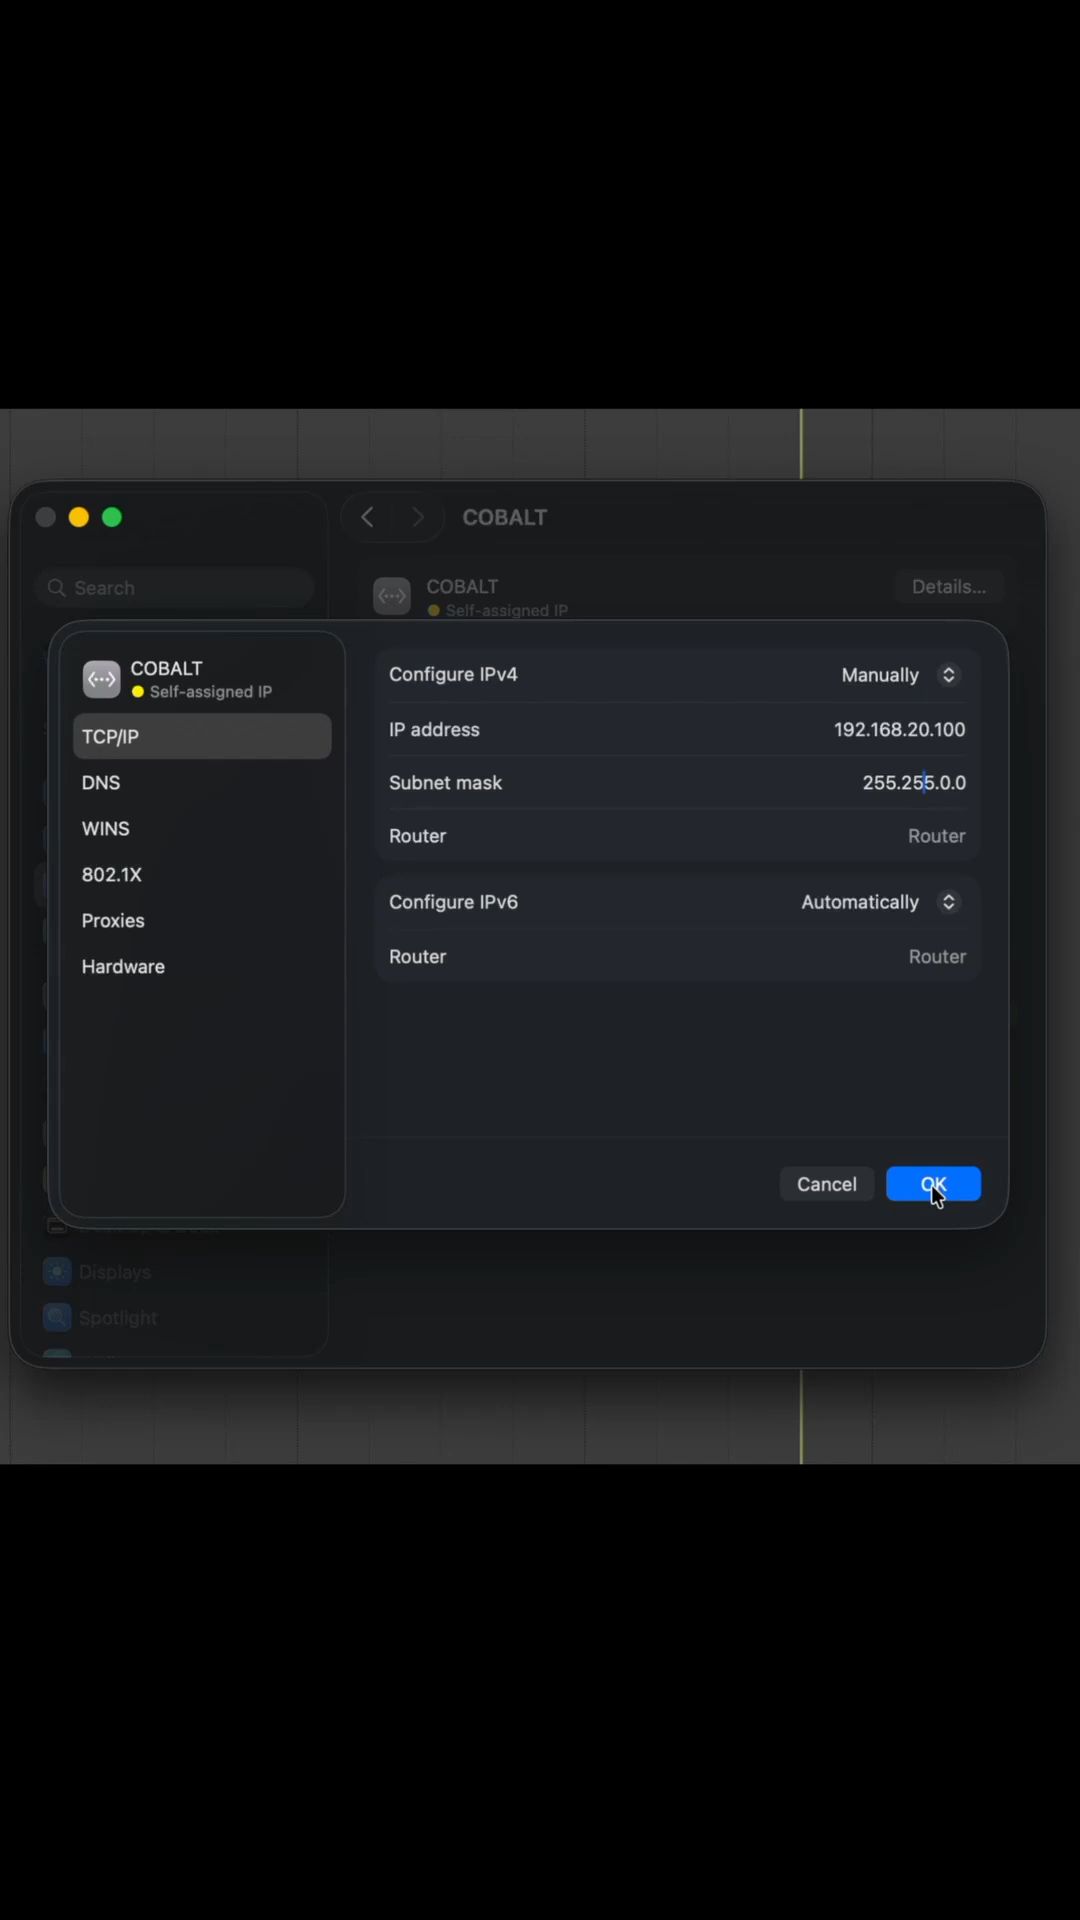 COBALT
Search
COBALT
Self-assigned IP
Details...
COBALT
Self-assigned IP
TCP/IP
DNS
WINS
802.1X
Proxies
Hardware
Configure IPv4
Manually
IP address
192.168.20.100
Subnet mask
255.255.0.0
Router
Router
Configure IPv6
Automatically
Router
Router
Cancel
OK
Displays
Spotlight